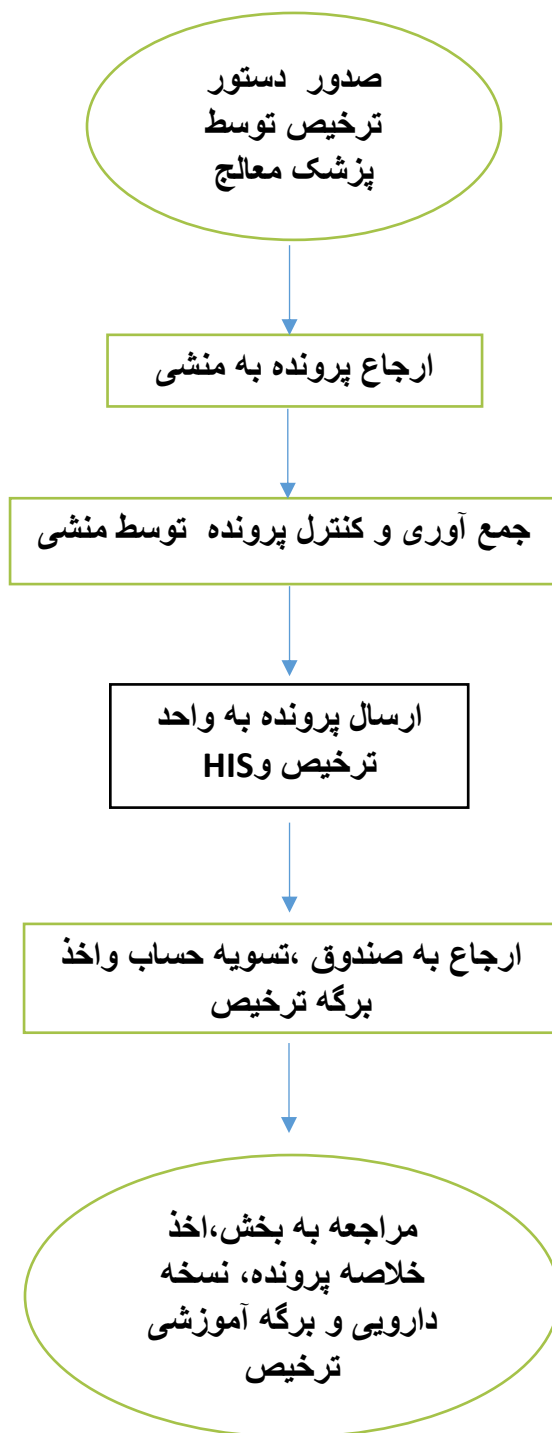 صدور دستور
ترخیص توسط
پزشک معالج
ارجاع پرونده به منشی
جمع آوری و کنترل پرونده توسط منشی
ارسال پرونده به واحد
ترخیص وHIS
ارجاع به صندوق ،تسویه حساب واخذ
برگه ترخیص
مراجعه به بخش،اخذ
خلاصه پرونده، نسخه
دارویی و برگه آموزشی
ترخیص